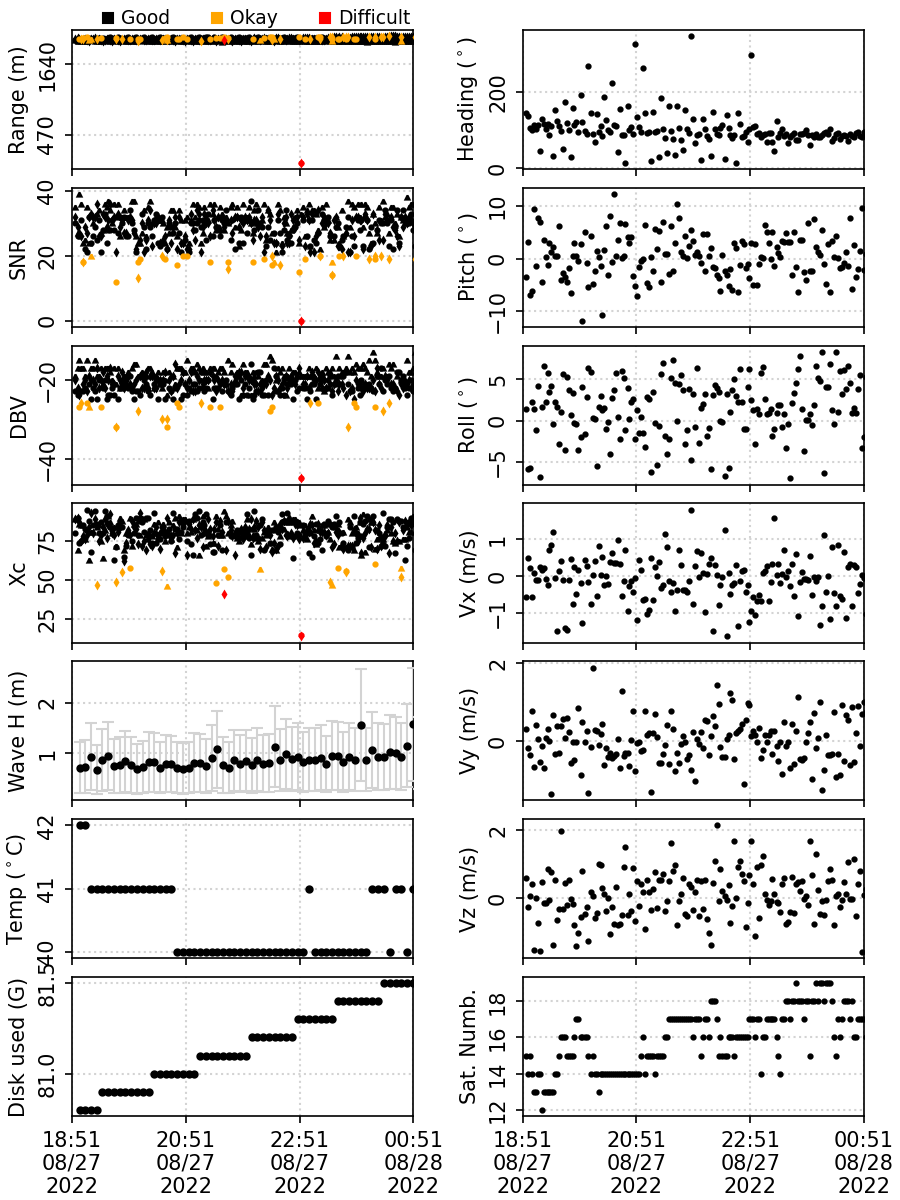 Good Okay Difficult
Range (m)
1640
470
Heading (°)
200
0
SNR
40
20
0
Pitch (°)
10
0
−10
DBV
−20
−40
Roll (°)
5
0
−5
Xc
75
50
25
Vx (m/s)
1
0
−1
Wave H (m)
2
1
Vy (m/s)
2
0
Temp (°C)
42
41
40
Vz (m/s)
2
0
Disk used (G)
81.5
81.0
Sat. Numb.
18
16
14
12
18:51 20:51 22:51 00:51
08/27 08/27 08/27 08/28
2022 2022 2022 2022
18:51 20:51 22:51 00:51
08/27 08/27 08/27 08/28
2022 2022 2022 2022